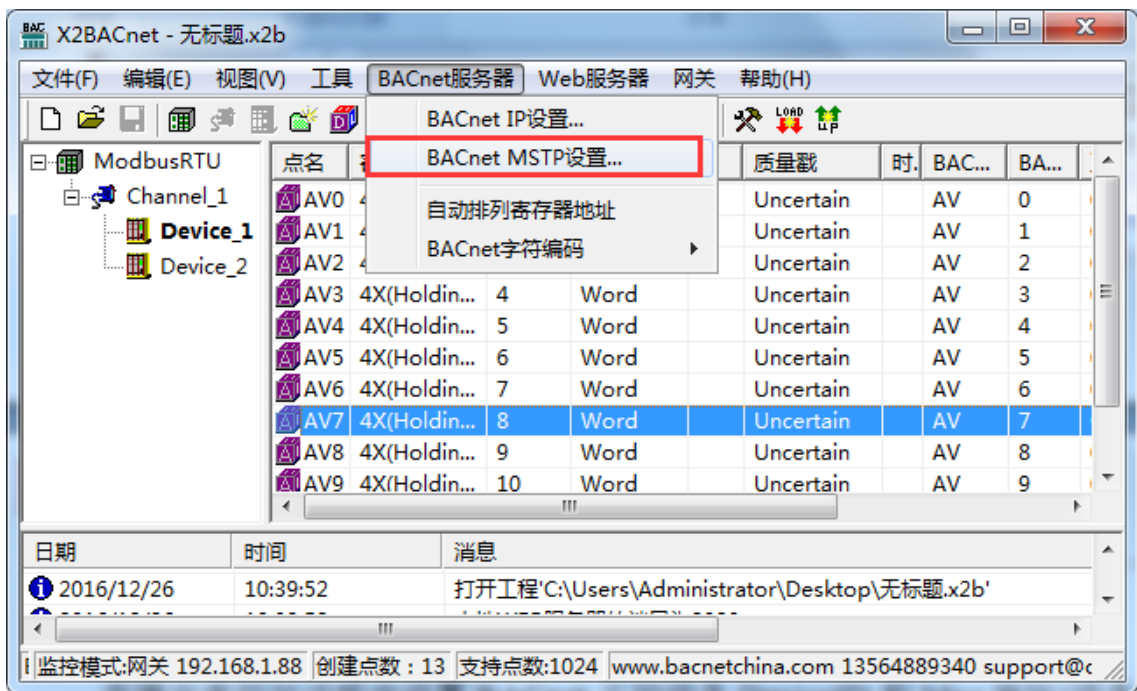 X2BACnet - 无标题.x2b
文件(F) 编辑(E) 视图(V) 工具 BACnet服务器 Web服务器 网关 帮助(H)
BACnet IP设置...
BACnet MSTP设置...
自动排列寄存器地址
BACnet字符编码
ModbusRTU
Channel_1
Device_1
Device_2
点名 质量戳 时. BAC... BA...
AV0 Uncertain AV 0
AV1 Uncertain AV 1
AV2 Uncertain AV 2
AV3 4X(Holdin... 4 Word Uncertain AV 3
AV4 4X(Holdin... 5 Word Uncertain AV 4
AV5 4X(Holdin... 6 Word Uncertain AV 5
AV6 4X(Holdin... 7 Word Uncertain AV 6
AV7 4X(Holdin... 8 Word Uncertain AV 7
AV8 4X(Holdin... 9 Word Uncertain AV 8
AV9 4X(Holdin... 10 Word Uncertain AV 9
日期 时间 消息
2016/12/26 10:39:52 打开工程'C:\Users\Administrator\Desktop\无标题.x2b'
监控模式:网关 192.168.1.88 创建点数：13 支持点数:1024 www.bacnetchina.com 13564889340 support@